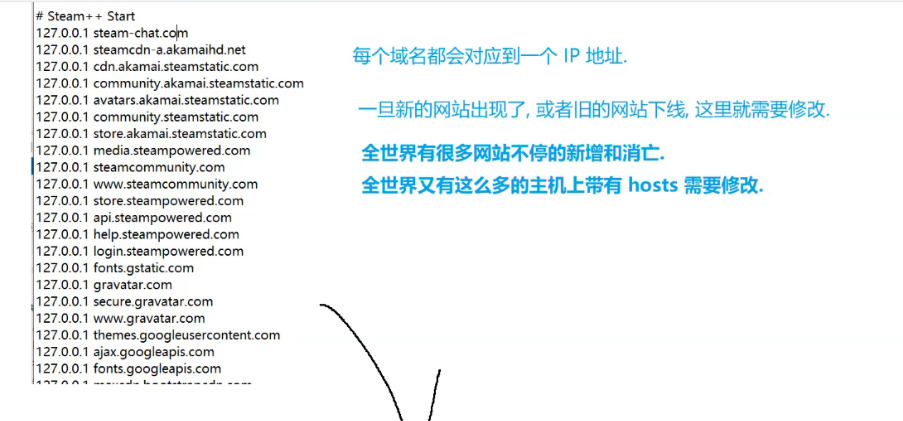 # Steam++ Start
127.0.0.1 steam-chat.com
127.0.0.1 steamcdn-a.akamaihd.net
127.0.0.1 cdn.akamai.steamstatic.com
127.0.0.1 community.akamai.steamstatic.com
127.0.0.1 avatars.akamai.steamstatic.com
127.0.0.1 community.steamstatic.com
127.0.0.1 store.akamai.steamstatic.com
127.0.0.1 media.steampowered.com
127.0.0.1 steamcommunity.com
127.0.0.1 www.steamcommunity.com
127.0.0.1 store.steampowered.com
127.0.0.1 api.steampowered.com
127.0.0.1 help.steampowered.com
127.0.0.1 login.steampowered.com
127.0.0.1 fonts.gstatic.com
127.0.0.1 gravatar.com
127.0.0.1 secure.gravatar.com
127.0.0.1 www.gravatar.com
127.0.0.1 themes.googleusercontent.com
127.0.0.1 ajax.googleapis.com
127.0.0.1 fonts.googleapis.com
每个域名都会对应到一个 IP 地址.
一旦新的网站出现了, 或者旧的网站下线, 这里就需要修改.
全世界有很多网站不停的新增和消亡.
全世界又有这么多的主机上带有 hosts 需要修改.